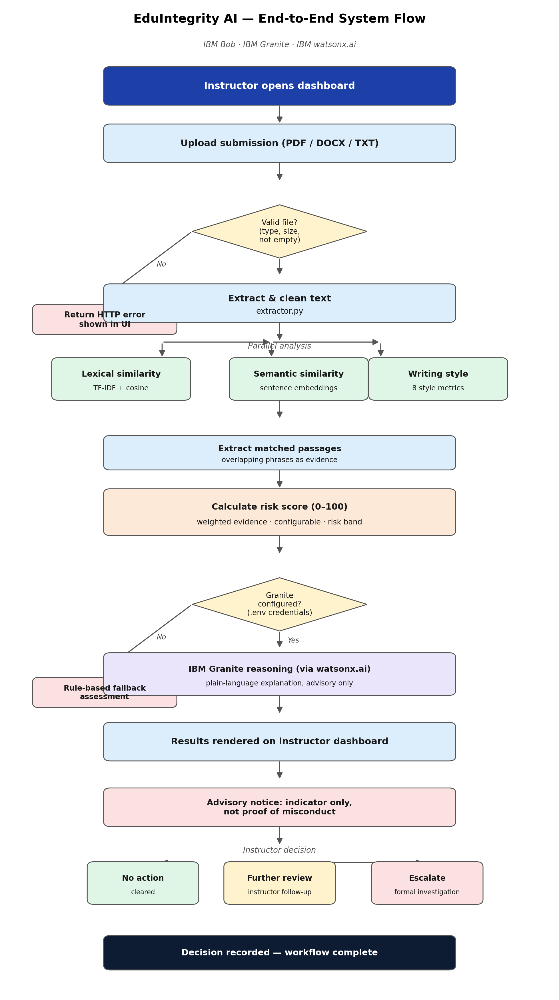 EduIntegrity AI — End-to-End System Flow
IBM Bob · IBM Granite · IBM watsonx.ai
Instructor opens dashboard
Upload submission (PDF / DOCX / TXT)
Valid file?
(type, size,
not empty)
No
Extract & clean text
extractor.py
Return HTTP error
shown in UI
Parallel analysis
Lexical similarity
TF-IDF + cosine
Semantic similarity
sentence embeddings
Writing style
8 style metrics
Extract matched passages
overlapping phrases as evidence
Calculate risk score (0–100)
weighted evidence · configurable · risk band
Granite
configured?
(.env credentials)
No
Yes
IBM Granite reasoning (via watsonx.ai)
plain-language explanation, advisory only
Rule-based fallback
assessment
Results rendered on instructor dashboard
Advisory notice: indicator only,
not proof of misconduct
Instructor decision
No action
cleared
Further review
instructor follow-up
Escalate
formal investigation
Decision recorded — workflow complete